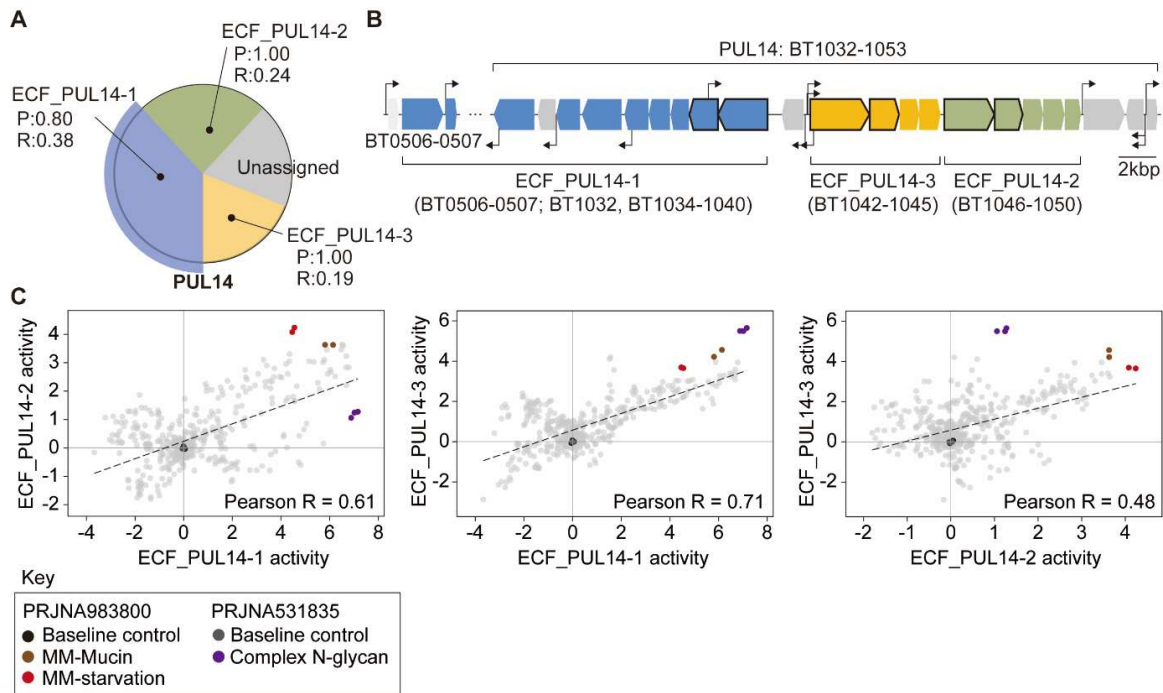 A
ECF_PUL14-2
P:1.00
R:0.24
ECF_PUL14-1
P:0.80
R:0.38
Unassigned
ECF_PUL14-3
P:1.00
R:0.19
PUL14
B
PUL14: BT1032-1053
...
BT0506-0507
2kbp
ECF_PUL14-1
(BT0506-0507; BT1032, BT1034-1040)
ECF_PUL14-3
(BT1042-1045)
ECF_PUL14-2
(BT1046-1050)
C
ECF_PUL14-2 activity
4
3
2
1
0
-1
-2
Pearson R = 0.61
-4 -2 0 2 4 6 8
ECF_PUL14-1 activity
ECF_PUL14-3 activity
6
4
2
0
-2
Pearson R = 0.71
-4 -2 0 2 4 6 8
ECF_PUL14-1 activity
ECF_PUL14-3 activity
6
4
2
0
-2
Pearson R = 0.48
-2 -1 0 1 2 3 4
ECF_PUL14-2 activity
Key
PRJNA983800
Baseline control
MM-Mucin
MM-starvation
PRJNA531835
Baseline control
Complex N-glycan